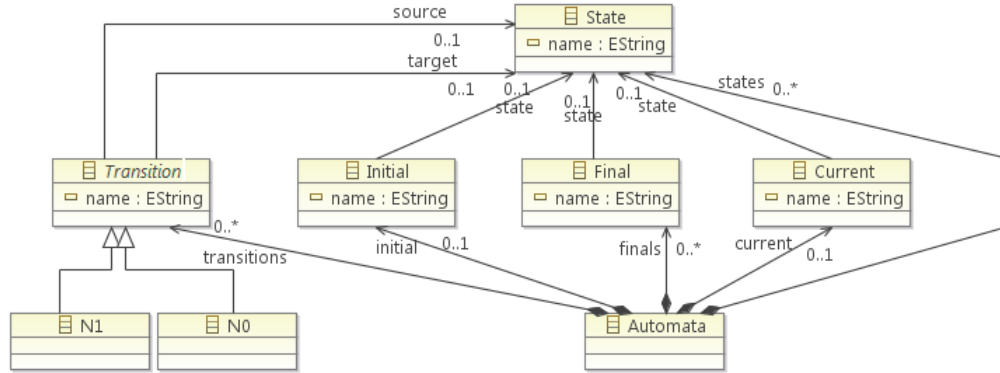 source
State
0..1
name : EString
target
0..1
0..1
state
0..1
state
0..1
state
states
0..*
Transition
name : EString
Initial
name : EString
Final
name : EString
Current
name : EString
0..*
transitions
initial
0..1
finals
0..*
current
0..1
N1
N0
Automata